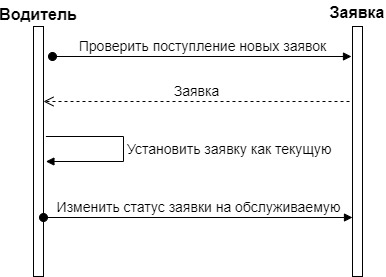 Водитель
Заявка
Проверить поступление новых заявок
Заявка
Установить заявку как текущую
Изменить статус заявки на обслуживаемую